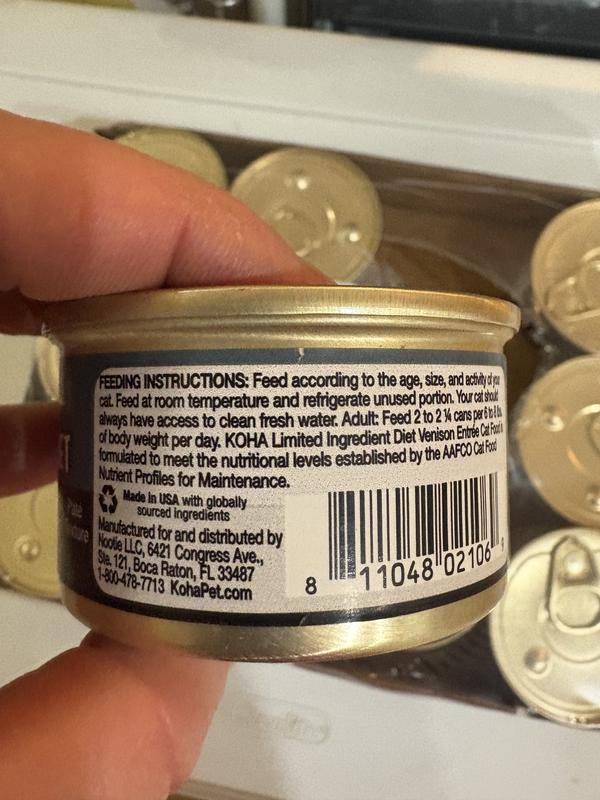 FEEDING INSTRUCTIONS: Feed according to the age, size, and activity of your
cat. Feed at room temperature and refrigerate unused portion. Your cat should
always have access to clean fresh water. Adult: Feed 2 to 2 ¼ cans per 6 to 8 lbs
of body weight per day. KOHA Limited Ingredient Diet Venison Entrée Cat Food is
formulated to meet the nutritional levels established by the AAFCO Cat Food
Nutrient Profiles for Maintenance.
Made in USA with globally
sourced ingredients
Manufactured for and distributed by
Nootie LLC, 6421 Congress Ave.,
Ste. 121, Boca Raton, FL 33487
1-800-478-7713 KohaPet.com
8 11048 02106 9